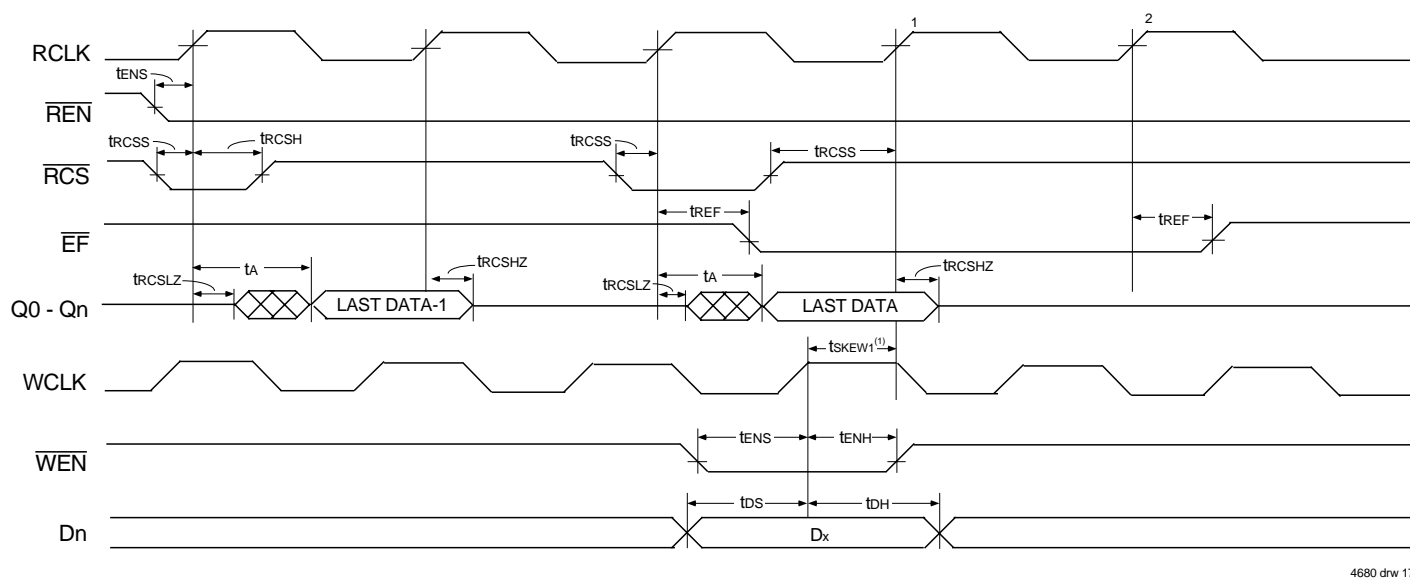 1 2
RCLK
tENS
REN
tRCSS tRCSH tRCSS tRCSS
RCS
tREF tREF
EF
tRCSLZ tA tRCSHZ tRCSLZ tA tRCSHZ
Q0 - Qn LAST DATA-1 LAST DATA
tSKEW1(1)
WCLK
tENS tENH
WEN
tDS tDH
Dn Dx
4680 drw 17